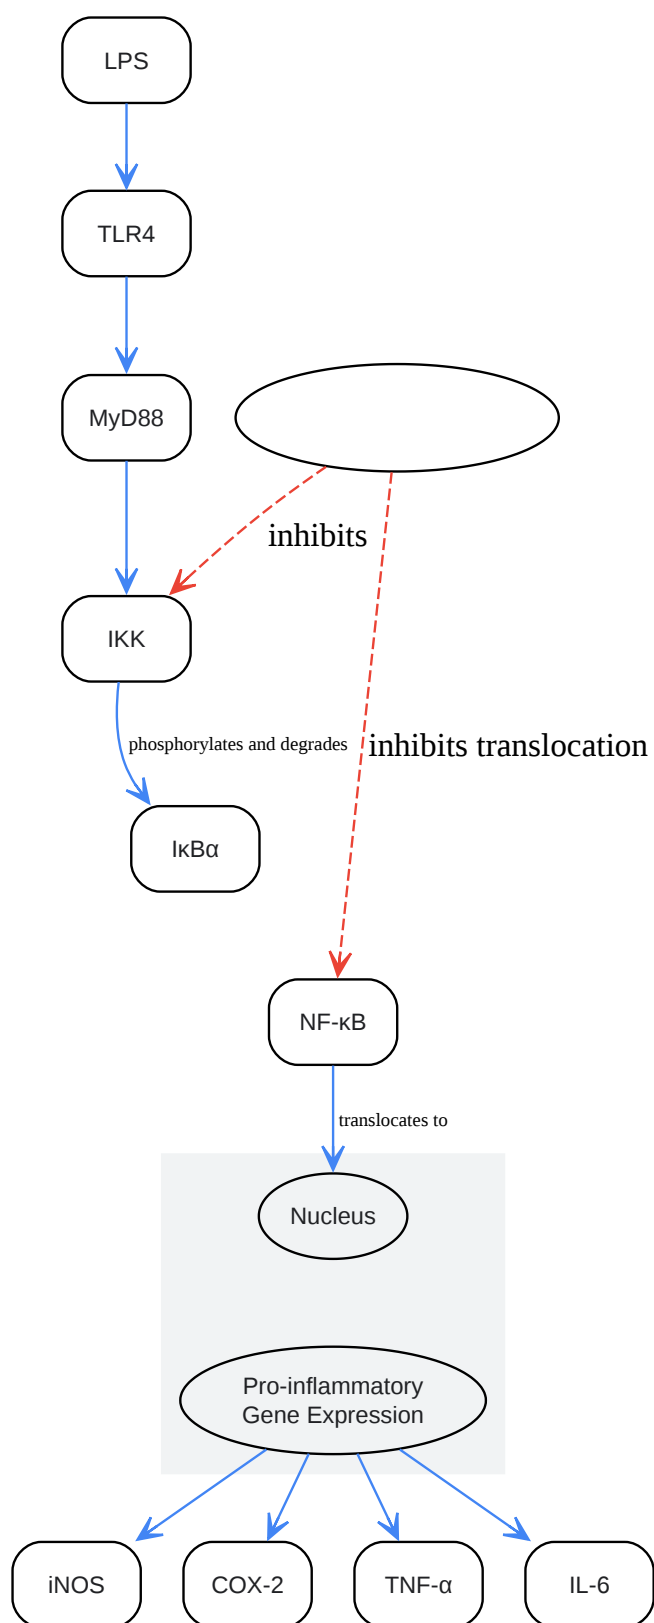 LPS
TLR4
MyD88
inhibits
IKK
phosphorylates and degrades
inhibits translocation
IκBα
NF-κB
translocates to
Nucleus
Pro-inflammatory
Gene Expression
iNOS
COX-2
TNF-α
IL-6